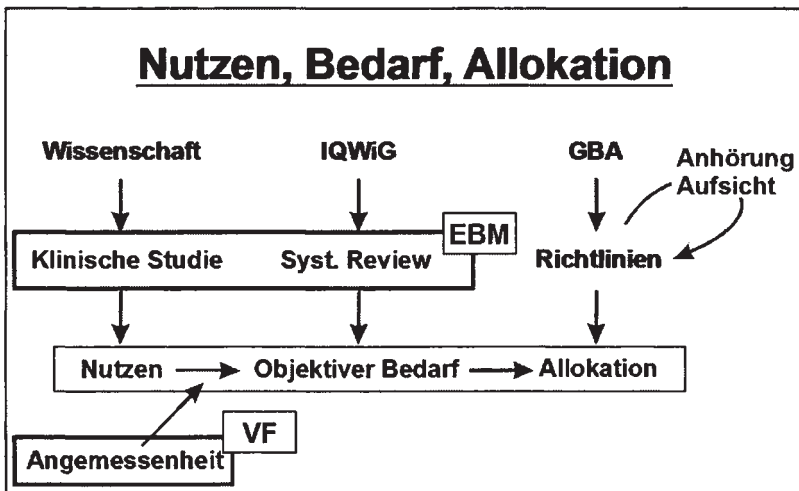 Nutzen, Bedarf, Allokation
Wissenschaft IQWiG GBA Anhörung
Aufsicht
EBM
Klinische Studie Syst. Review Richtlinien
Nutzen Objektiver Bedarf Allokation
VF
Angemessenheit